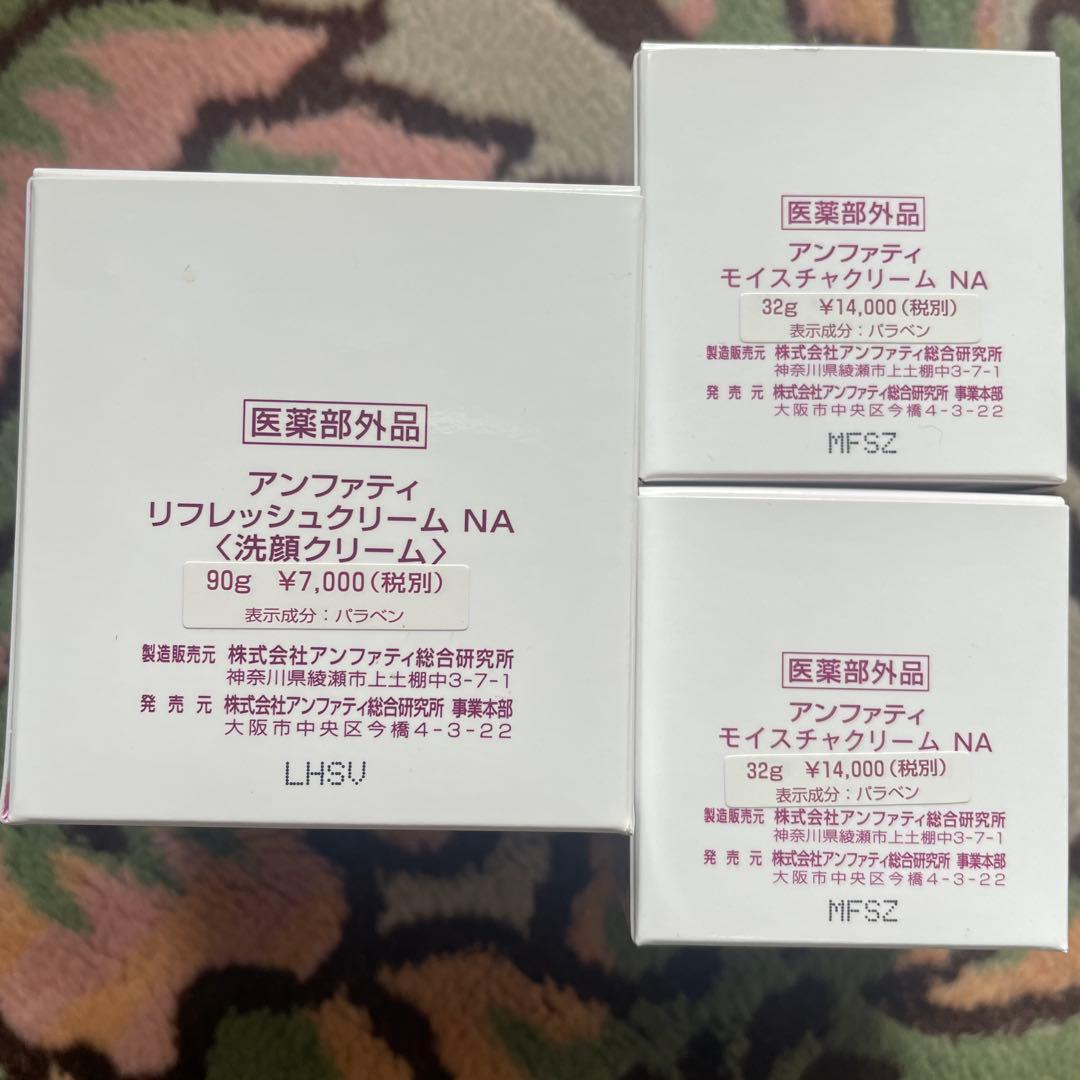 医薬部外品
アンファティ
リフレッシュクリーム NA
〈洗顔クリーム〉
90g ¥7,000(税別)
表示成分：パラベン
製造販売元 株式会社アンファティ総合研究所
神奈川県綾瀬市上土棚中3-7-1
発売元 株式会社アンファティ総合研究所 事業本部
大阪市中央区今橋4-3-22
LHSV
医薬部外品
アンファティ
モイスチャクリーム NA
32g ¥14,000(税別)
表示成分：パラベン
製造販売元 株式会社アンファティ総合研究所
神奈川県綾瀬市上土棚中3-7-1
発売元 株式会社アンファティ総合研究所 事業本部
大阪市中央区今橋4-3-22
MFSZ
医薬部外品
アンファティ
モイスチャクリーム NA
32g ¥14,000(税別)
表示成分：パラベン
製造販売元 株式会社アンファティ総合研究所
神奈川県綾瀬市上土棚中3-7-1
発売元 株式会社アンファティ総合研究所 事業本部
大阪市中央区今橋4-3-22
MFSZ